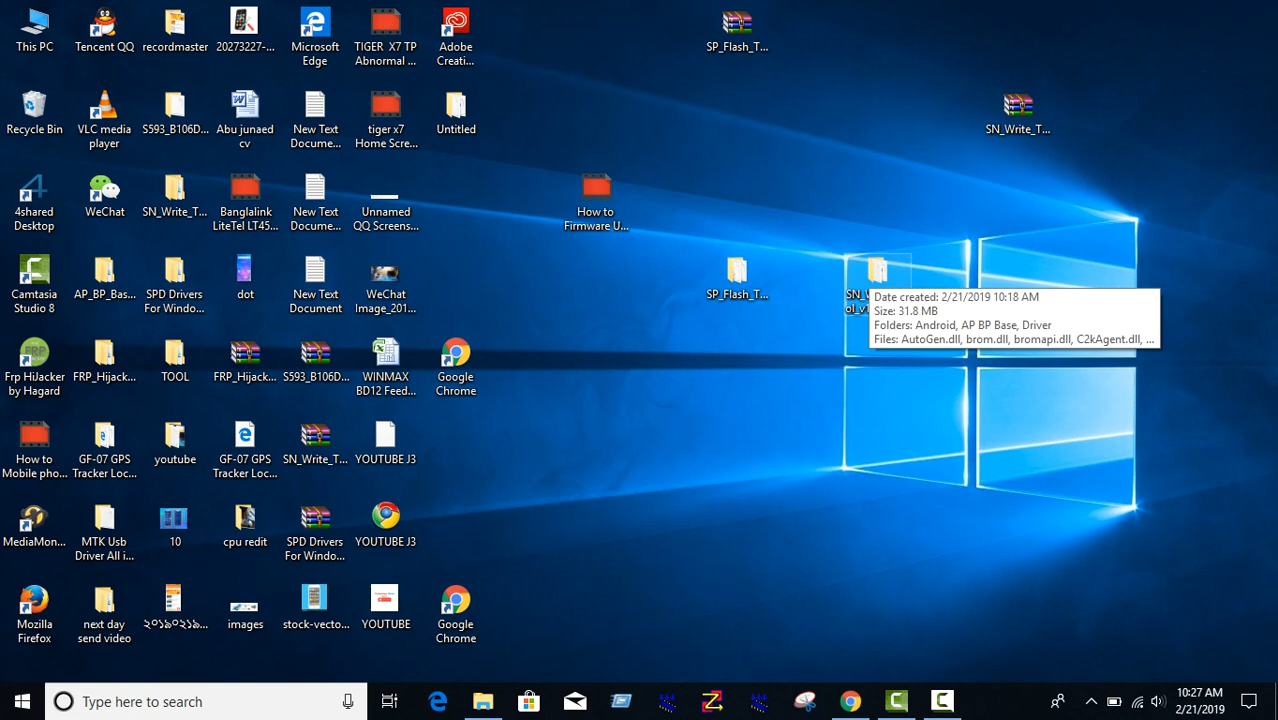 This PC
Tencent QQ
recordmaster
20273227-...
Microsoft
Edge
TIGER X7 TP
Abnormal ...
Adobe
Creati...
SP_Flash_T...
Recycle Bin
VLC media
player
S593_B106D...
Abu junaed
cv
New Text
Docume...
tiger x7
Home Scre...
Untitled
SN_Write_T...
4shared
Desktop
WeChat
SN_Write_T...
Banglalink
LiteTel LT45...
New Text
Docume...
Unnamed
QQ Screens...
How to
Firmware U...
Camtasia
Studio 8
AP_BP_Bas...
SPD Drivers
For Windo...
dot
New Text
Document
WeChat
Image_201...
SP_Flash_T...
Date created: 2/21/2019 10:18 AM
Size: 31.8 MB
Folders: Android, AP BP Base, Driver
Files: AutoGen.dll, brom.dll, bromapi.dll, C2kAgent.dll, ...
FRP
Frp HiJacker
by Hagard
FRP_Hijack...
TOOL
FRP_Hijack...
S593_B106D...
WINMAX
BD12 Feed...
Google
Chrome
How to
Mobile pho...
GF-07 GPS
Tracker Loc...
youtube
GF-07 GPS
Tracker Loc...
SN_Write_T...
YOUTUBE J3
MediaMon...
MTK Usb
Driver All i...
10
cpu redit
SPD Drivers
For Windo...
YOUTUBE J3
Mozilla
Firefox
next day
send video
২০১৯০২১৯...
images
stock-vecto...
YOUTUBE
Google
Chrome
Type here to search
10:27 AM
2/21/2019